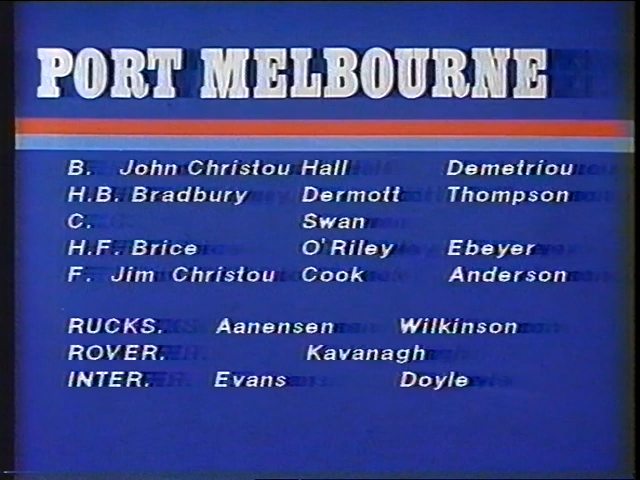 PORT MELBOURNE
B. John Christou Hall Demetriou
H.B. Bradbury Dermott Thompson
C. Swan
H.F. Brice O'Riley Ebeyer
F. Jim Christou Cook Anderson
RUCKS. Aanensen Wilkinson
ROVER. Kavanagh
INTER. Evans Doyle